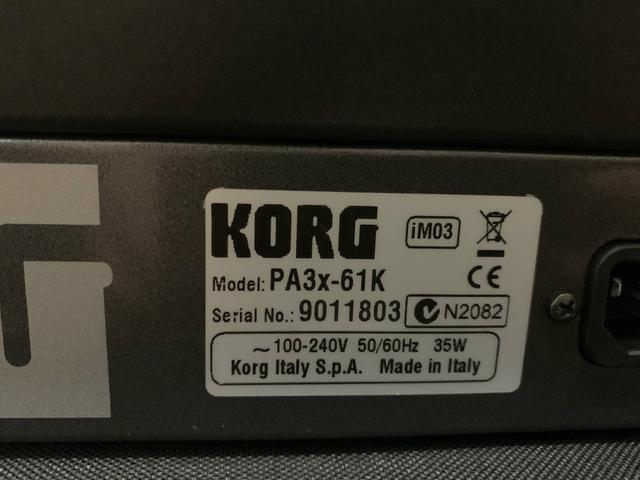 G
KORG
iM03
Model: PA3x-61K
CE
Serial No.: 9011803
N2082
~ 100-240V 50/60Hz 35W
Korg Italy S.p.A. Made in Italy